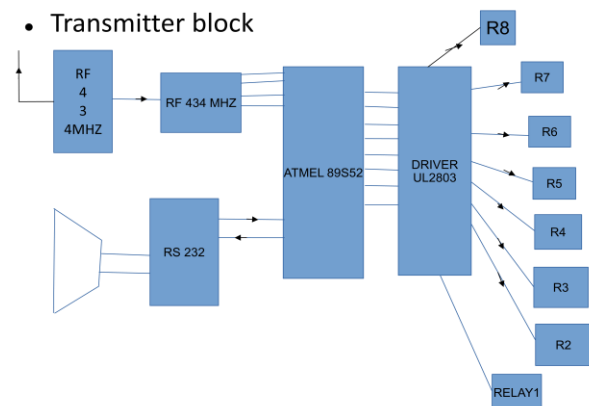 • Transmitter block
RF
4
3
4MHZ
RF 434 MHZ
ATMEL 89S52
DRIVER
UL2803
R8
R7
R6
R5
R4
R3
R2
RELAY1
RS 232